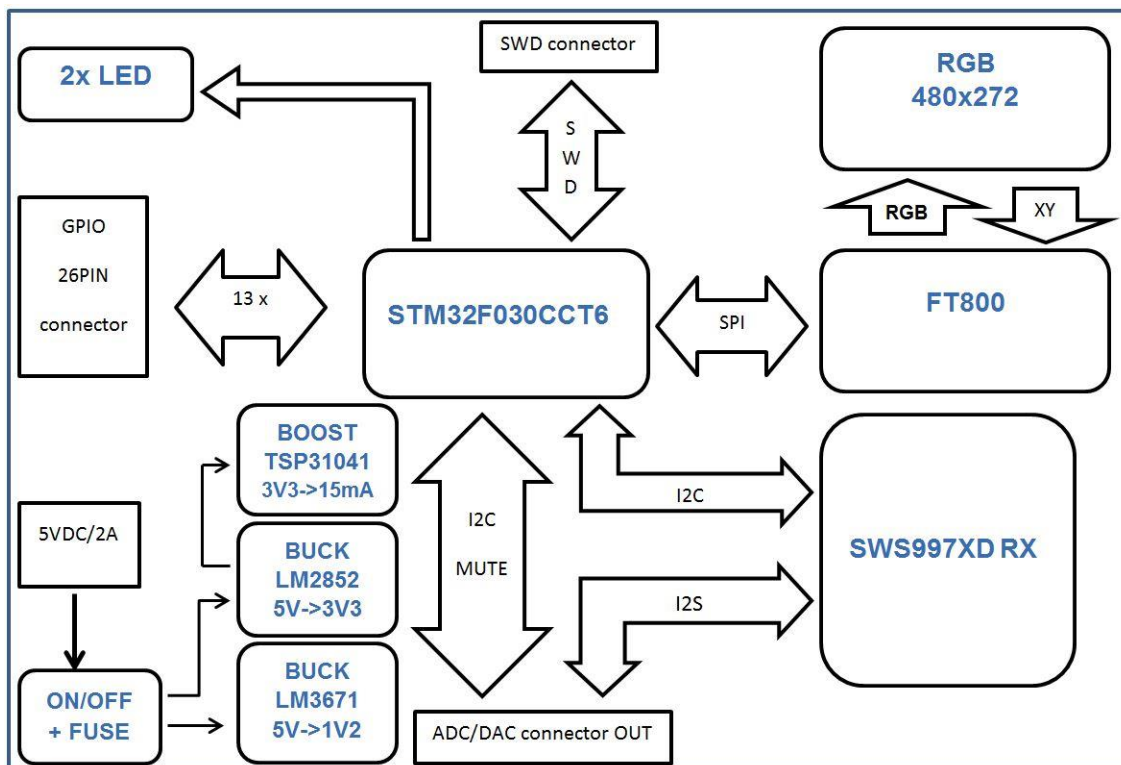 SWD connector
2x LED
RGB
480x272
S
W
D
RGB
XY
GPIO
26PIN
connector
13 x
STM32F030CCT6
SPI
FT800
BOOST
TSP31041
3V3->15mA
5VDC/2A
BUCK
LM2852
5V->3V3
I2C
MUTE
I2C
SWS997XD RX
I2S
ON/OFF
+ FUSE
BUCK
LM3671
5V->1V2
ADC/DAC connector OUT